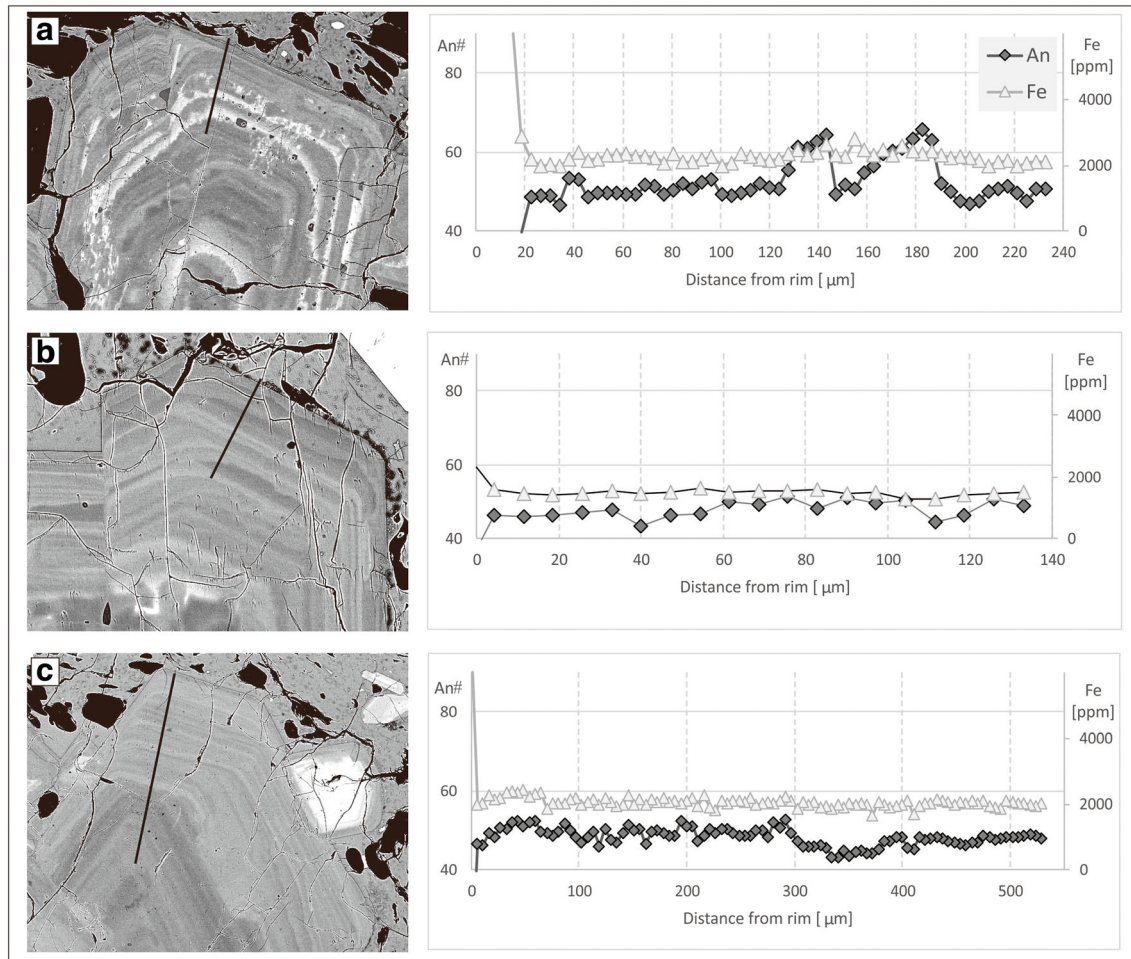 a
An#
80
60
40
0 20 40 60 80 100 120 140 160 180 200 220 240
Distance from rim [ µm]
Fe
[ppm]
4000
2000
0
An
Fe
b
An#
80
60
40
0 20 40 60 80 100 120 140
Distance from rim [ µm]
Fe
[ppm]
4000
2000
0
c
An#
80
60
40
100 200 300 400 500
Distance from rim [ µm]
Fe
[ppm]
4000
2000
0